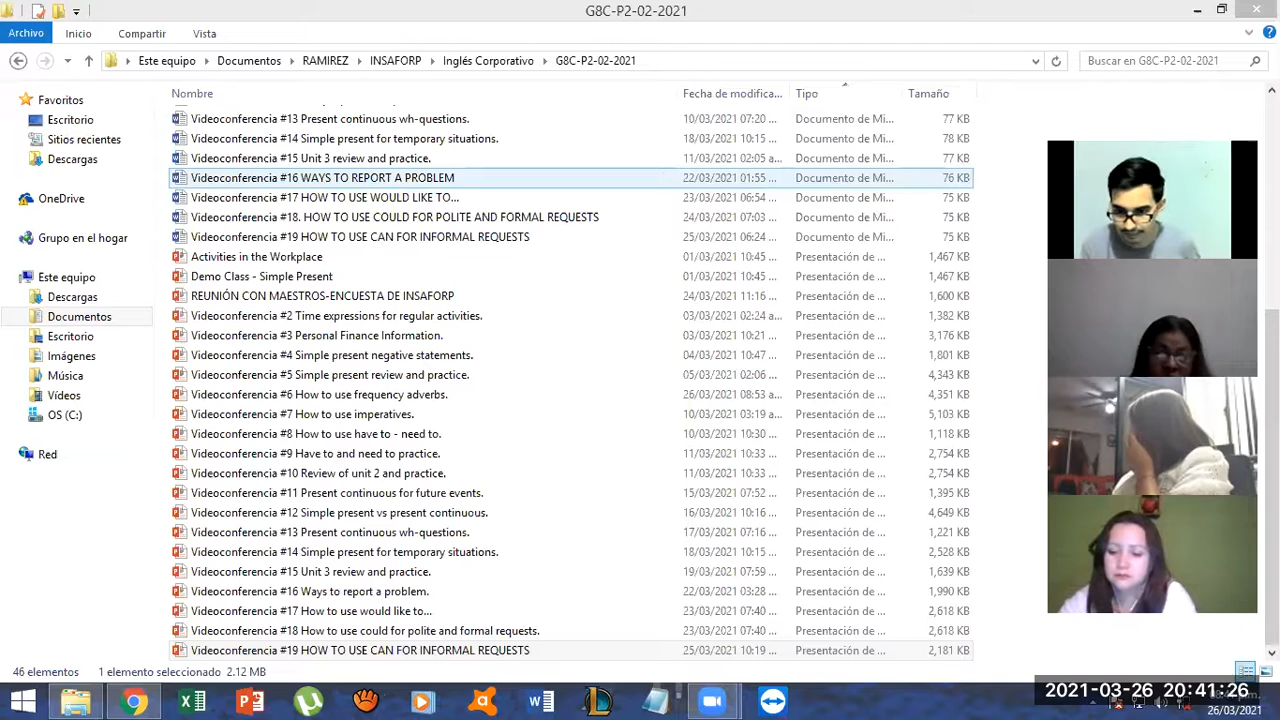 G8C-P2-02-2021
Archivo Inicio Compartir Vista
Este equipo Documentos RAMIREZ INSAFORP Inglés Corporativo G8C-P2-02-2021 Buscar en G8C-P2-02-2021
Nombre Fecha de modifica... Tipo Tamaño
Favoritos
Escritorio
Sitios recientes
Descargas
OneDrive
Grupo en el hogar
Este equipo
Descargas
Documentos
Escritorio
Imágenes
Música
Vídeos
OS (C:)
Red
Videoconferencia #13 Present continuous wh-questions. 10/03/2021 07:20 ... Documento de Mi... 77 KB
Videoconferencia #14 Simple present for temporary situations. 18/03/2021 10:15 ... Documento de Mi... 78 KB
Videoconferencia #15 Unit 3 review and practice. 11/03/2021 02:05 a... Documento de Mi... 77 KB
Videoconferencia #16 WAYS TO REPORT A PROBLEM 22/03/2021 01:55 ... Documento de Mi... 76 KB
Videoconferencia #17 HOW TO USE WOULD LIKE TO... 23/03/2021 06:54 ... Documento de Mi... 75 KB
Videoconferencia #18. HOW TO USE COULD FOR POLITE AND FORMAL REQUESTS 24/03/2021 07:03 ... Documento de Mi... 75 KB
Videoconferencia #19 HOW TO USE CAN FOR INFORMAL REQUESTS 25/03/2021 06:24 ... Documento de Mi... 75 KB
Activities in the Workplace 01/03/2021 10:45 ... Presentación de ... 1,467 KB
Demo Class - Simple Present 01/03/2021 10:45 ... Presentación de ... 1,467 KB
REUNIÓN CON MAESTROS-ENCUESTA DE INSAFORP 24/03/2021 11:16 ... Presentación de ... 1,600 KB
Videoconferencia #2 Time expressions for regular activities. 03/03/2021 02:24 a... Presentación de ... 1,382 KB
Videoconferencia #3 Personal Finance Information. 03/03/2021 10:21 ... Presentación de ... 3,176 KB
Videoconferencia #4 Simple present negative statements. 04/03/2021 10:47 ... Presentación de ... 1,801 KB
Videoconferencia #5 Simple present review and practice. 05/03/2021 02:06 ... Presentación de ... 4,343 KB
Videoconferencia #6 How to use frequency adverbs. 26/03/2021 08:53 a... Presentación de ... 4,351 KB
Videoconferencia #7 How to use imperatives. 10/03/2021 03:19 a... Presentación de ... 5,103 KB
Videoconferencia #8 How to use have to - need to. 10/03/2021 10:30 ... Presentación de ... 1,118 KB
Videoconferencia #9 Have to and need to practice. 11/03/2021 10:33 ... Presentación de ... 2,754 KB
Videoconferencia #10 Review of unit 2 and practice. 11/03/2021 10:33 ... Presentación de ... 2,754 KB
Videoconferencia #11 Present continuous for future events. 15/03/2021 07:52 ... Presentación de ... 1,395 KB
Videoconferencia #12 Simple present vs present continuous. 16/03/2021 10:16 ... Presentación de ... 4,649 KB
Videoconferencia #13 Present continuous wh-questions. 17/03/2021 07:16 ... Presentación de ... 1,221 KB
Videoconferencia #14 Simple present for temporary situations. 18/03/2021 10:15 ... Presentación de ... 2,528 KB
Videoconferencia #15 Unit 3 review and practice. 19/03/2021 07:59 ... Presentación de ... 1,639 KB
Videoconferencia #16 Ways to report a problem. 22/03/2021 03:28 ... Presentación de ... 1,990 KB
Videoconferencia #17 How to use would like to... 23/03/2021 07:40 ... Presentación de ... 2,618 KB
Videoconferencia #18 How to use could for polite and formal requests. 23/03/2021 07:40 ... Presentación de ... 2,618 KB
Videoconferencia #19 HOW TO USE CAN FOR INFORMAL REQUESTS 25/03/2021 10:19 ... Presentación de ... 2,181 KB
46 elementos 1 elemento seleccionado 2.12 MB
2021-03-26 20:41:26
26/03/2021